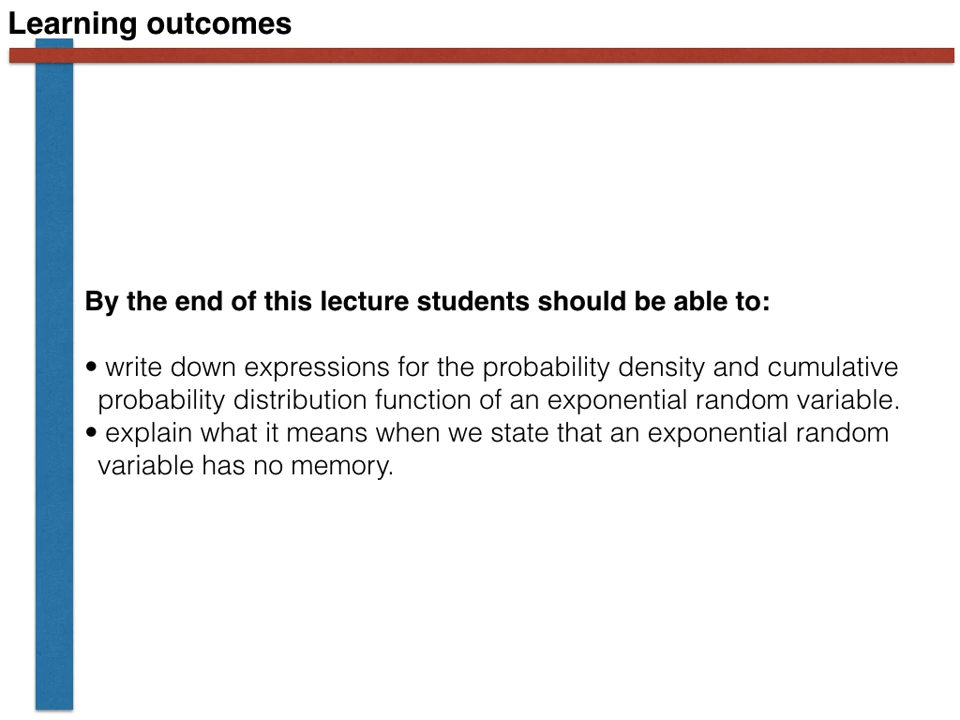 Learning outcomes
By the end of this lecture students should be able to:
• write down expressions for the probability density and cumulative
probability distribution function of an exponential random variable.
• explain what it means when we state that an exponential random
variable has no memory.